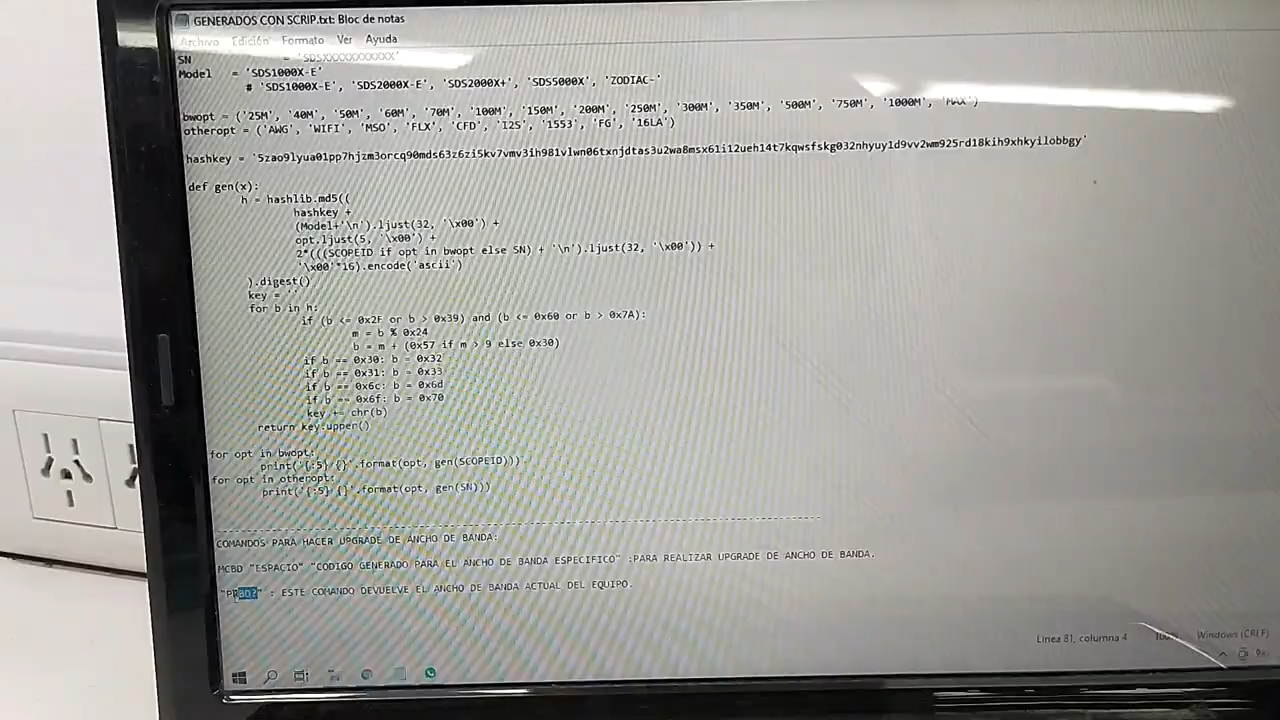 GENERADOS CON SCRIP.txt: Bloc de notas
Archivo Edición Formato Ver Ayuda
SN = 'SDSXXXXXXXXXXX'
Model = 'SDS1000X-E'
# 'SDS1000X-E', 'SDS2000X-E', 'SDS2000X+', 'SDS5000X', 'ZODIAC-'
bwopt = ('25M', '40M', '50M', '60M', '70M', '100M', '150M', '200M', '250M', '300M', '350M', '500M', '750M', '1000M', 'MAX')
otheropt = ('AWG', 'WIFI', 'MSO', 'FLX', 'CFD', 'I2S', '1553', 'FG', '16LA')
hashkey = '5zao9lyua01pp7hjzm3orcq90mds63z6zi5kv7vmv3ih981vlwn06txnjdtas3u2wa8msx61i12ueh14t7kqwsfskg032nhyuy1d9vv2wm925rd18kih9xhkyilobbgy'
def gen(x):
h = hashlib.md5((
hashkey +
(Model+'\n').ljust(32, '\x00') +
opt.ljust(5, '\x00') +
2*(((SCOPEID if opt in bwopt else SN) + '\n').ljust(32, '\x00')) +
'\x00'*16).encode('ascii')
).digest()
key = ''
for b in h:
if (b <= 0x2F or b > 0x39) and (b <= 0x60 or b > 0x7A):
m = b % 0x24
b = m + (0x57 if m > 9 else 0x30)
if b == 0x30: b = 0x32
if b == 0x31: b = 0x33
if b == 0x6c: b = 0x6d
if b == 0x6f: b = 0x70
key += chr(b)
return key.upper()
for opt in bwopt:
print('{:5} {}'.format(opt, gen(SCOPEID)))
for opt in otheropt:
print('{:5} {}'.format(opt, gen(SN)))
COMANDOS PARA HACER UPGRADE DE ANCHO DE BANDA:
MCBD "ESPACIO" "CODIGO GENERADO PARA EL ANCHO DE BANDA ESPECIFICO" :PARA REALIZAR UPGRADE DE ANCHO DE BANDA.
"PRBD?" : ESTE COMANDO DEVUELVE EL ANCHO DE BANDA ACTUAL DEL EQUIPO.
Línea 81, columna 4 100% Windows (CRLF)